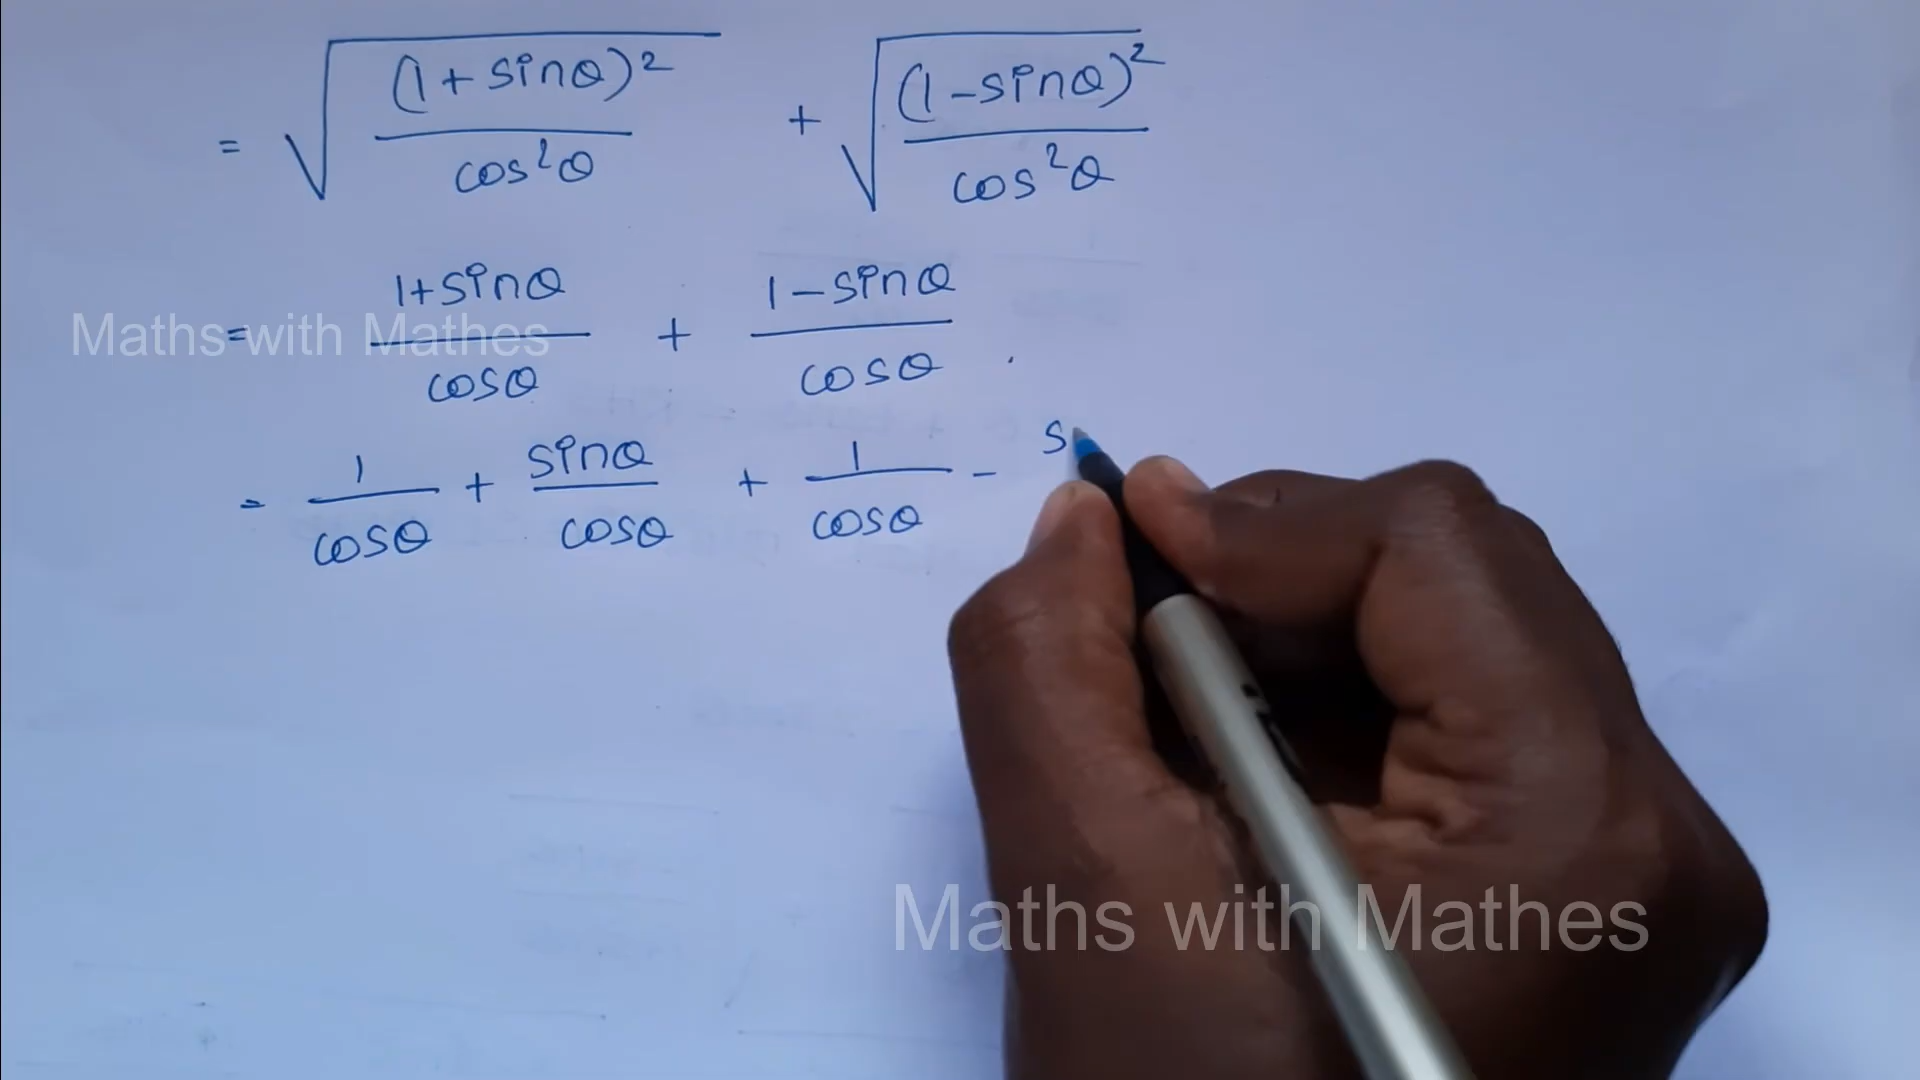 = √((1 + sinθ)² / cos²θ) + √((1 - sinθ)² / cos²θ)
= (1 + sinθ) / cosθ + (1 - sinθ) / cosθ .
Maths with Mathes
= 1 / cosθ + sinθ / cosθ + 1 / cosθ - s
Maths with Mathes